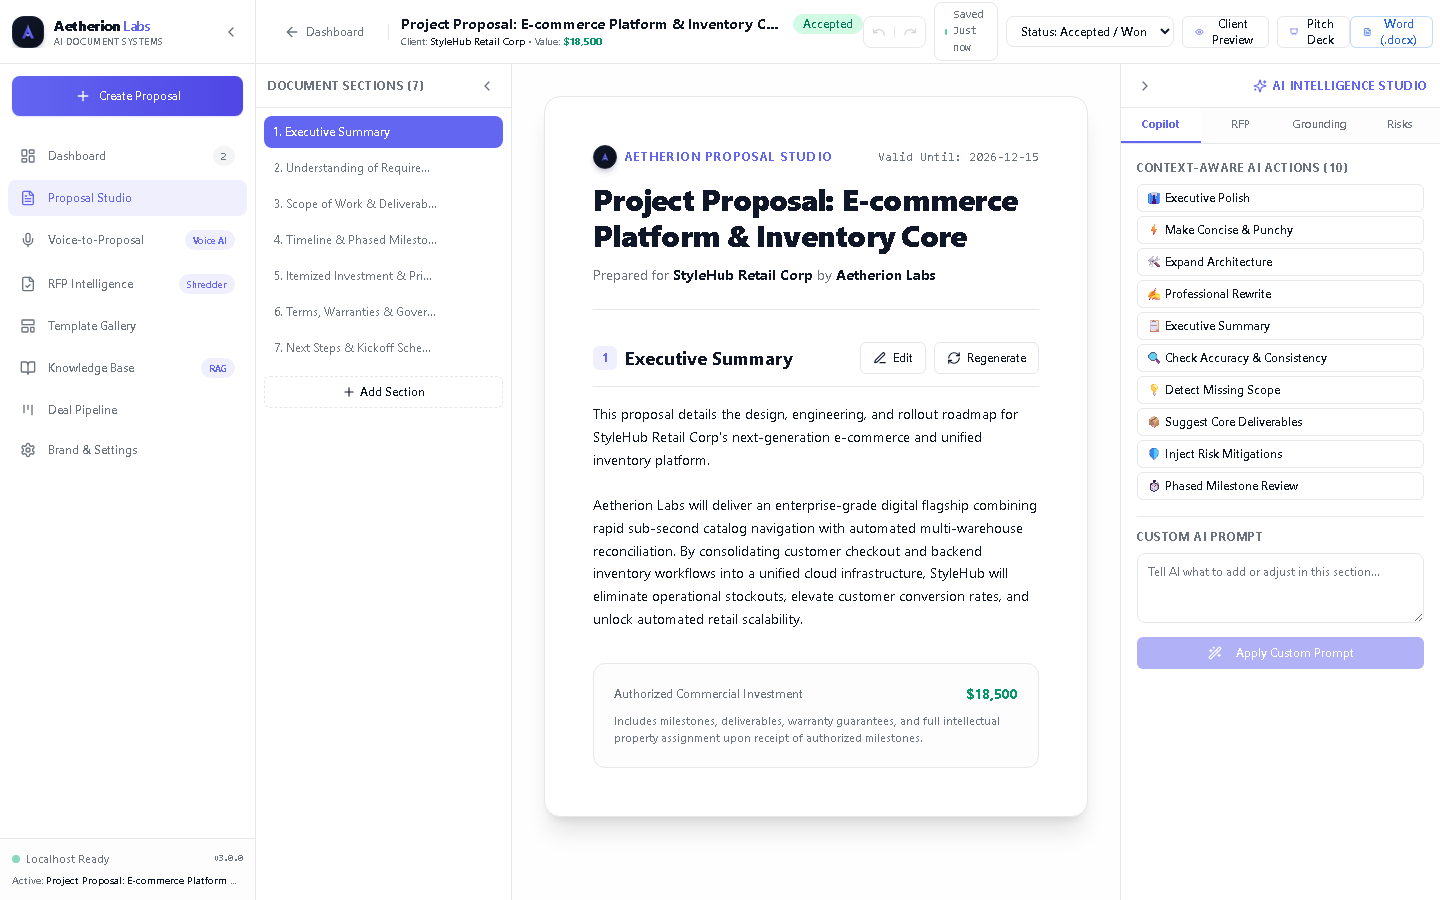 Aetherion Labs
AI DOCUMENT SYSTEMS
Create Proposal
Dashboard 2
Proposal Studio
Voice-to-Proposal Voice AI
RFP Intelligence Shredder
Template Gallery
Knowledge Base RAG
Deal Pipeline
Brand & Settings
Localhost Ready v3.0.0
Active: Project Proposal: E-commerce Platform ...
Dashboard
Project Proposal: E-commerce Platform & Inventory C...
Accepted
Client: StyleHub Retail Corp • Value: $18,500
Saved
Just
now
Status: Accepted / Won
Client
Preview
Pitch
Deck
Word
(.docx)
DOCUMENT SECTIONS (7)
1. Executive Summary
2. Understanding of Require...
3. Scope of Work & Deliverab...
4. Timeline & Phased Milesto...
5. Itemized Investment & Pri...
6. Terms, Warranties & Gover...
7. Next Steps & Kickoff Sche...
Add Section
AETHERION PROPOSAL STUDIO
Valid Until: 2026-12-15
Project Proposal: E-commerce
Platform & Inventory Core
Prepared for StyleHub Retail Corp by Aetherion Labs
1 Executive Summary
Edit
Regenerate
This proposal details the design, engineering, and rollout roadmap for
StyleHub Retail Corp's next-generation e-commerce and unified
inventory platform.
Aetherion Labs will deliver an enterprise-grade digital flagship combining
rapid sub-second catalog navigation with automated multi-warehouse
reconciliation. By consolidating customer checkout and backend
inventory workflows into a unified cloud infrastructure, StyleHub will
eliminate operational stockouts, elevate customer conversion rates, and
unlock automated retail scalability.
Authorized Commercial Investment $18,500
Includes milestones, deliverables, warranty guarantees, and full intellectual
property assignment upon receipt of authorized milestones.
AI INTELLIGENCE STUDIO
Copilot
RFP
Grounding
Risks
CONTEXT-AWARE AI ACTIONS (10)
Executive Polish
Make Concise & Punchy
Expand Architecture
Professional Rewrite
Executive Summary
Check Accuracy & Consistency
Detect Missing Scope
Suggest Core Deliverables
Inject Risk Mitigations
Phased Milestone Review
CUSTOM AI PROMPT
Tell AI what to add or adjust in this section...
Apply Custom Prompt